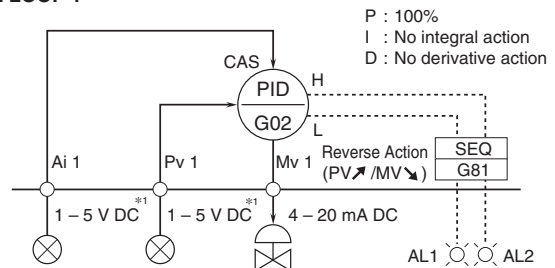 P : 100%
I : No integral action
D : No derivative action
CAS
H
PID
G02
L
Reverse Action
(PV↗ /MV↘ )
SEQ
G81
Ai 1
Pv 1
Mv 1
1 – 5 V DC*1
1 – 5 V DC*1
4 – 20 mA DC
AL1
AL2